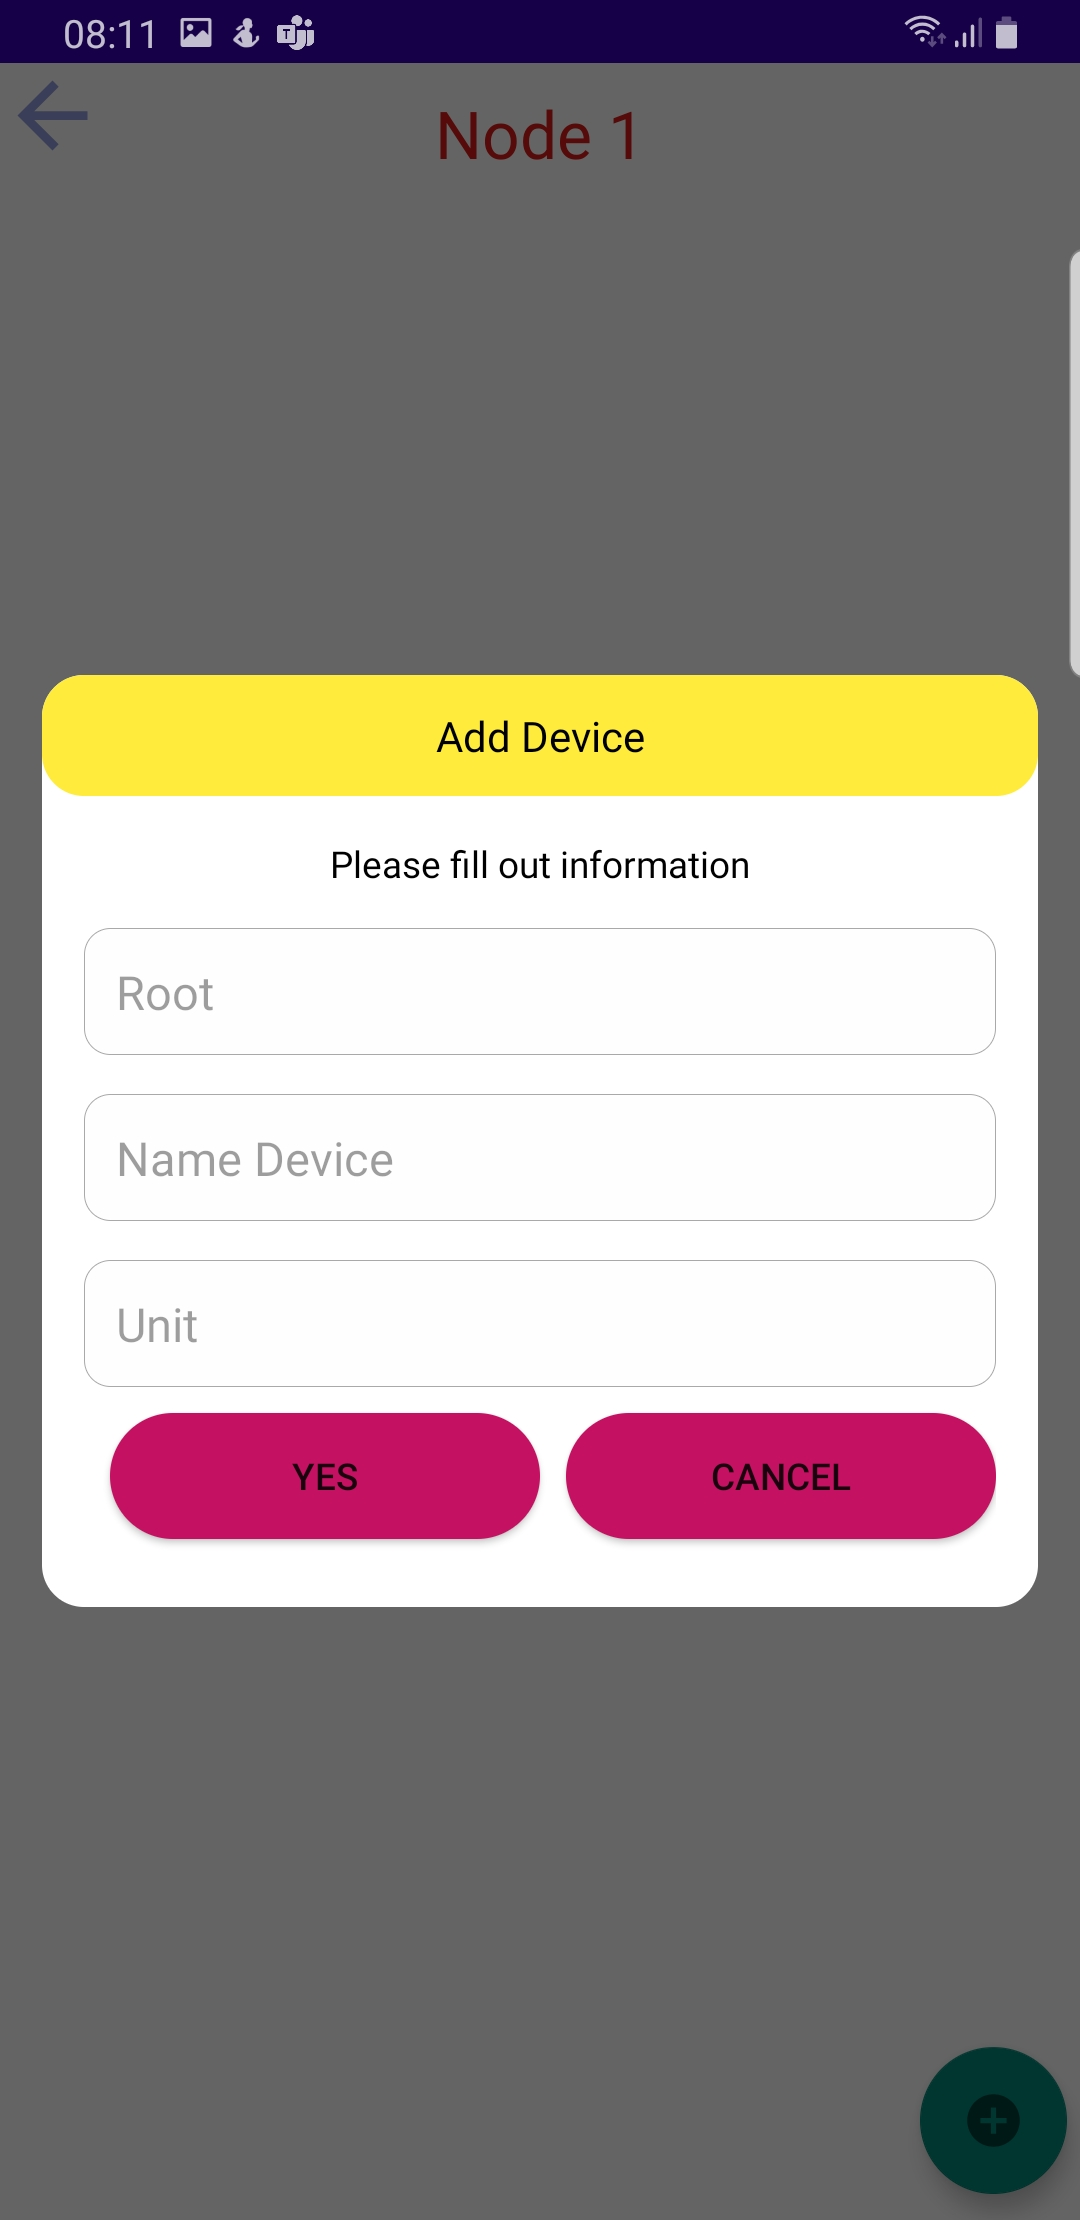 08:11
Node 1
Add Device
Please fill out information
Root
Name Device
Unit
YES
CANCEL